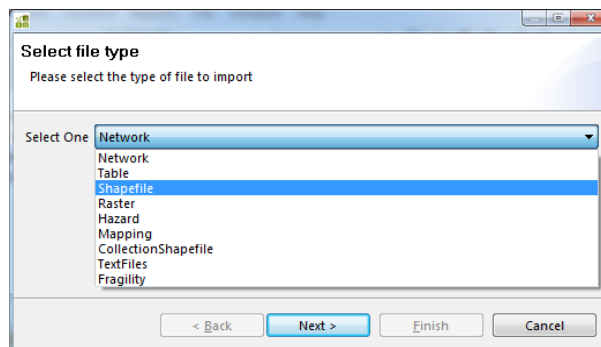 Select file type
Please select the type of file to import
Select One Network
Network
Table
Shapefile
Raster
Hazard
Mapping
CollectionShapefile
TextFiles
Fragility
< Back Next > Finish Cancel